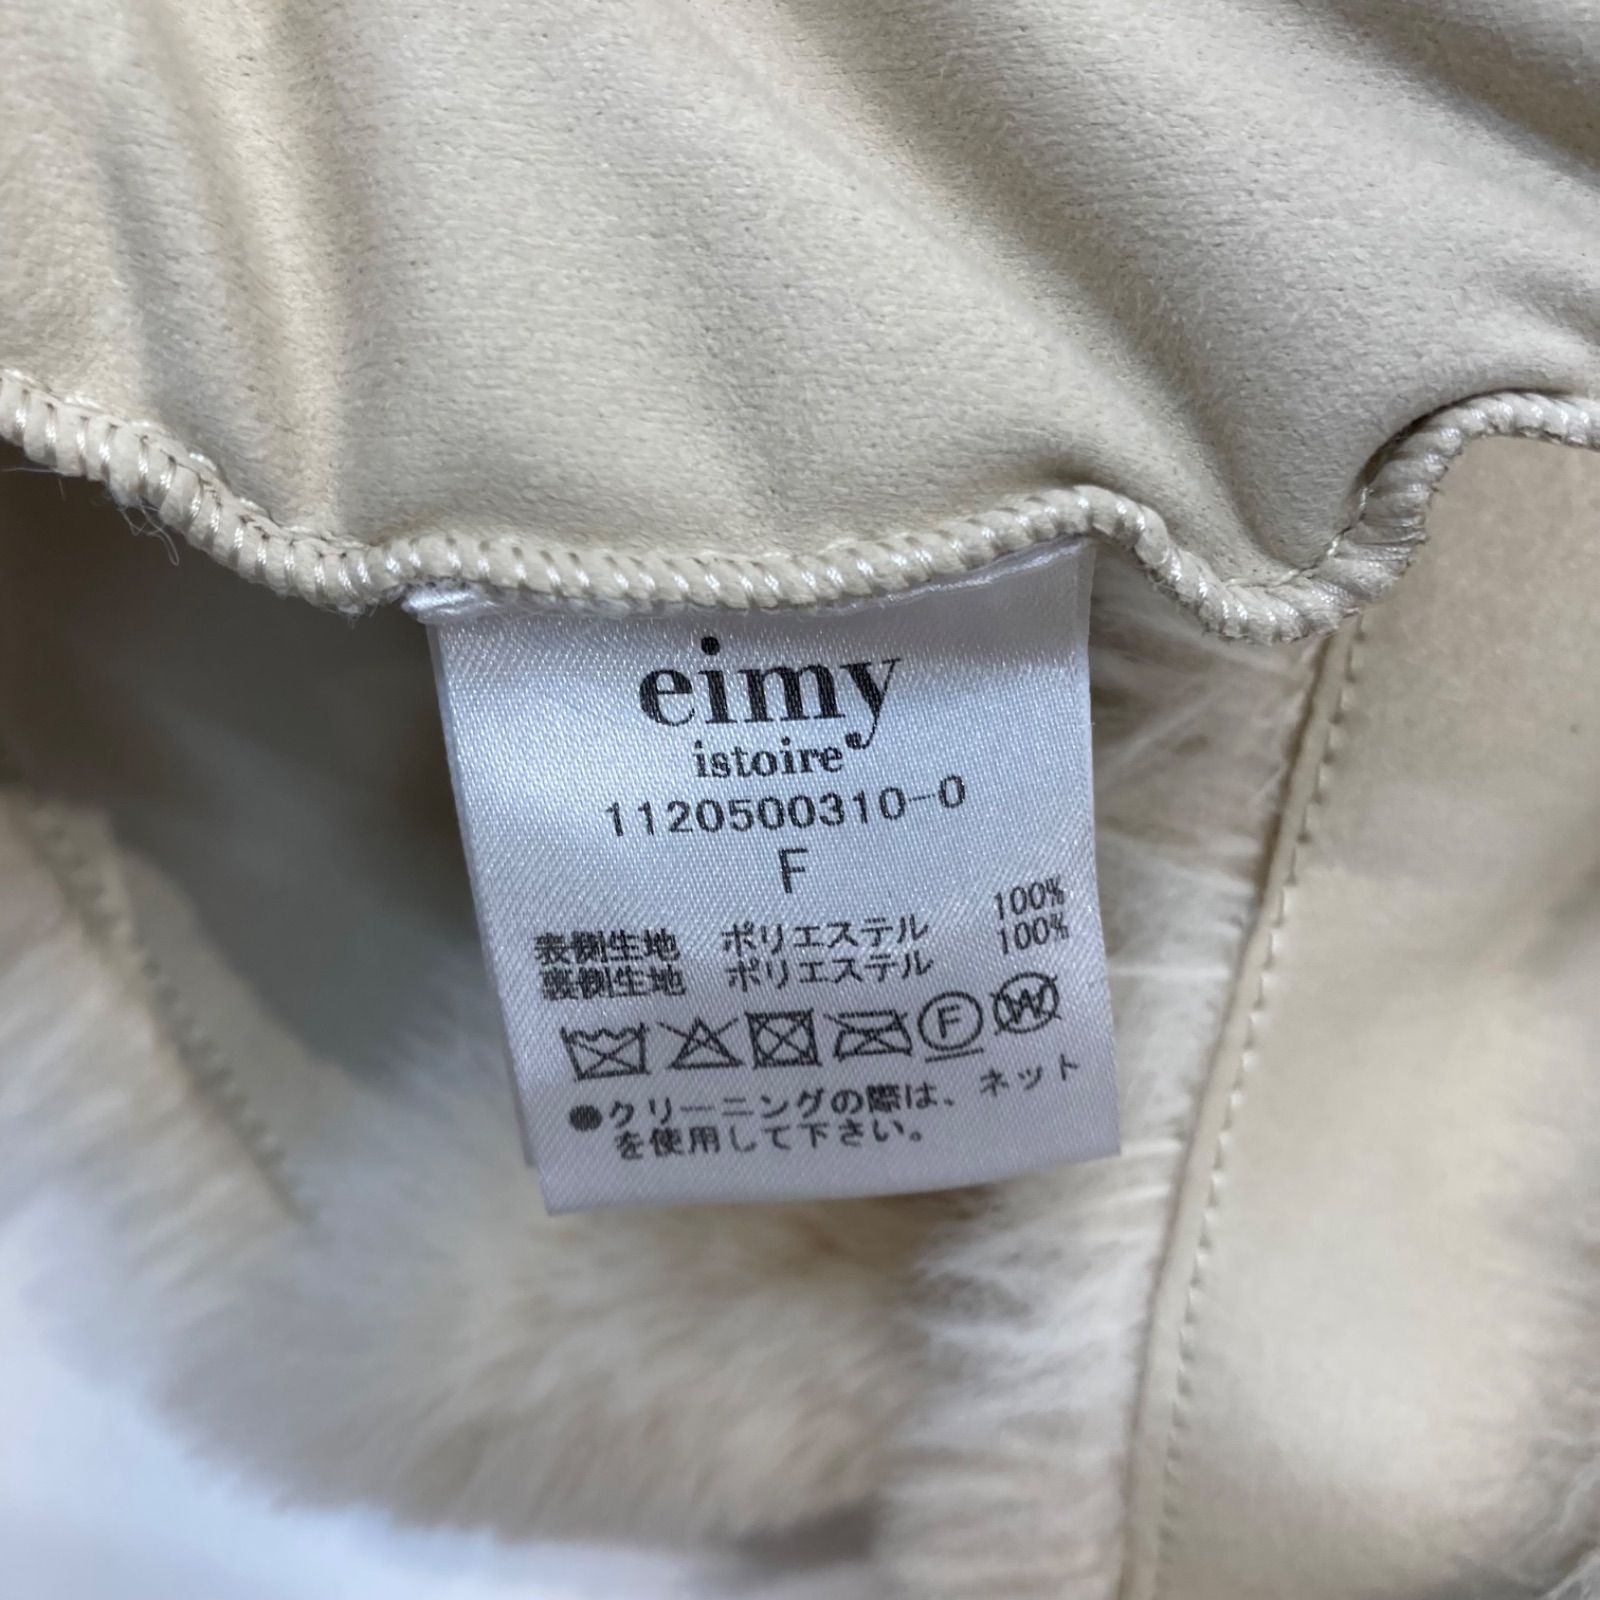 eimy
istoire
1120500310-0
F
表側生地 ポリエステル 100%
裏側生地 ポリエステル 100%
F W
●クリーニングの際は、ネット
を使用して下さい。